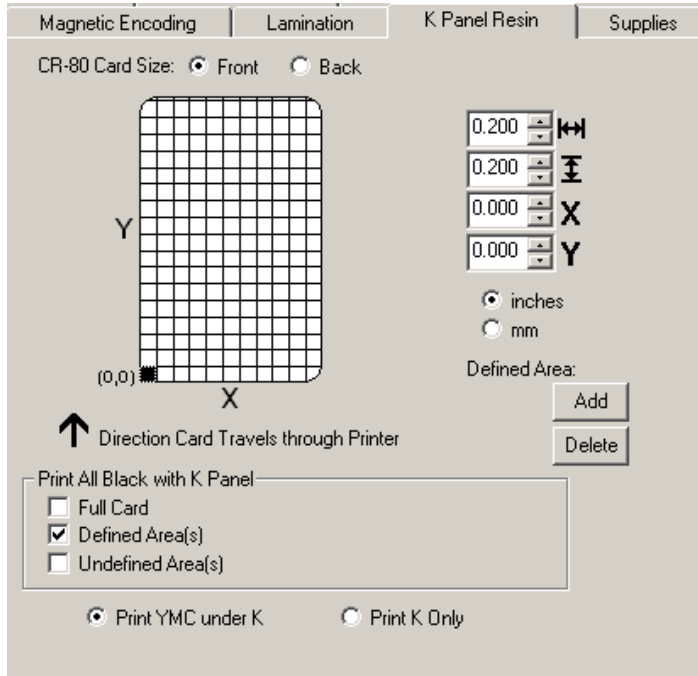 Magnetic Encoding Lamination K Panel Resin Supplies
CR-80 Card Size: Front Back
0.200
0.200
0.000 X
0.000 Y
Y
inches
mm
(0,0)
X
Defined Area:
Add
Direction Card Travels through Printer
Delete
Print All Black with K Panel
Full Card
Defined Area(s)
Undefined Area(s)
Print YMC under K Print K Only